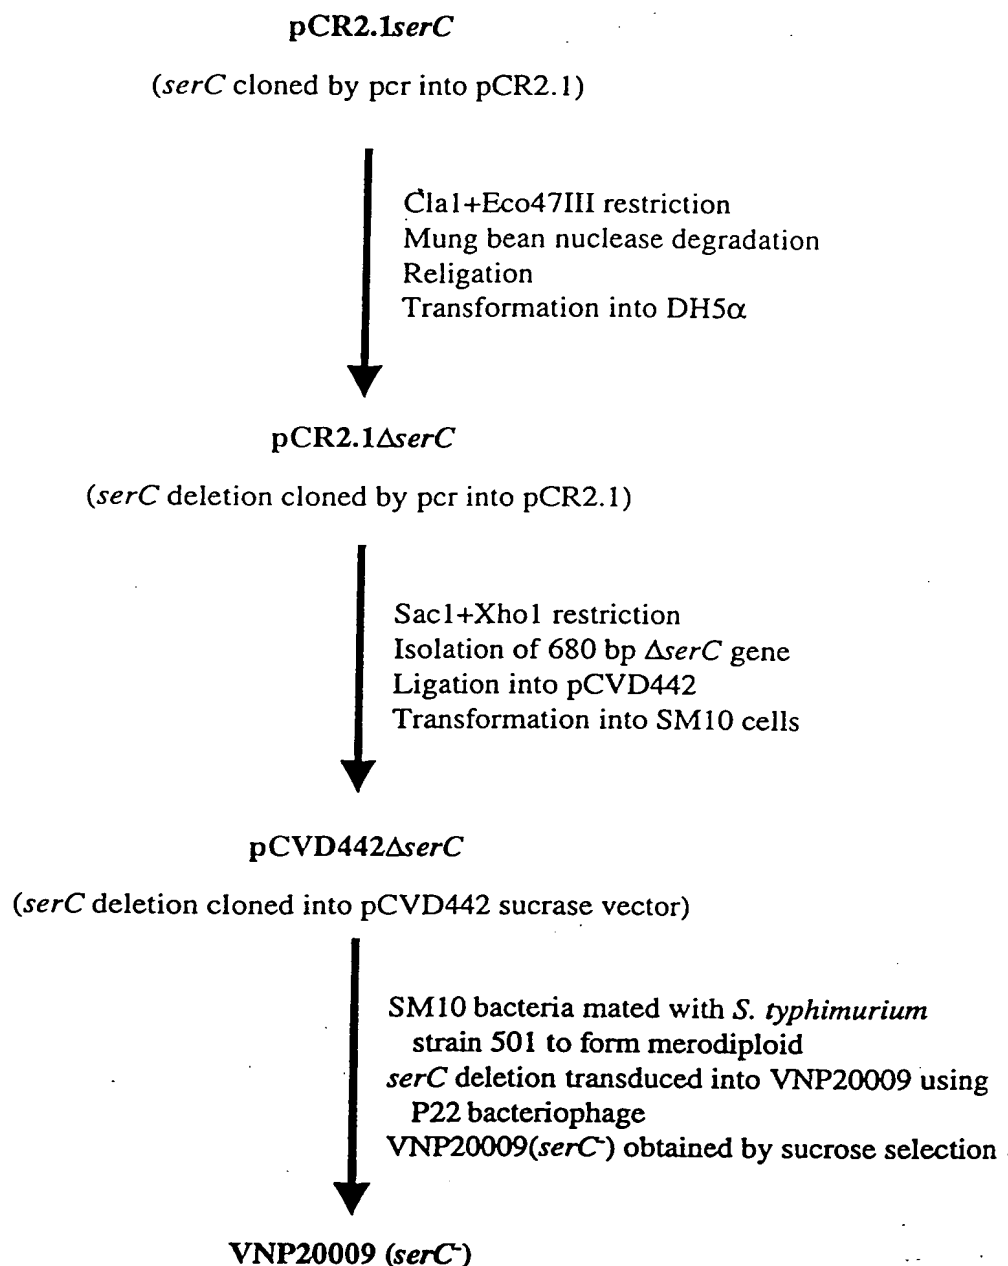 pCR2.1serC
(serC cloned by pcr into pCR2.1)
Cla1+Eco47III restriction
Mung bean nuclease degradation
Religation
Transformation into DH5α
pCR2.1ΔserC
(serC deletion cloned by pcr into pCR2.1)
Sac1+Xho1 restriction
Isolation of 680 bp ΔserC gene
Ligation into pCVD442
Transformation into SM10 cells
pCVD442ΔserC
(serC deletion cloned into pCVD442 sucrase vector)
SM10 bacteria mated with S. typhimurium
strain 501 to form merodiploid
serC deletion transduced into VNP20009 using
P22 bacteriophage
VNP20009(serC-) obtained by sucrose selection
VNP20009 (serC-)